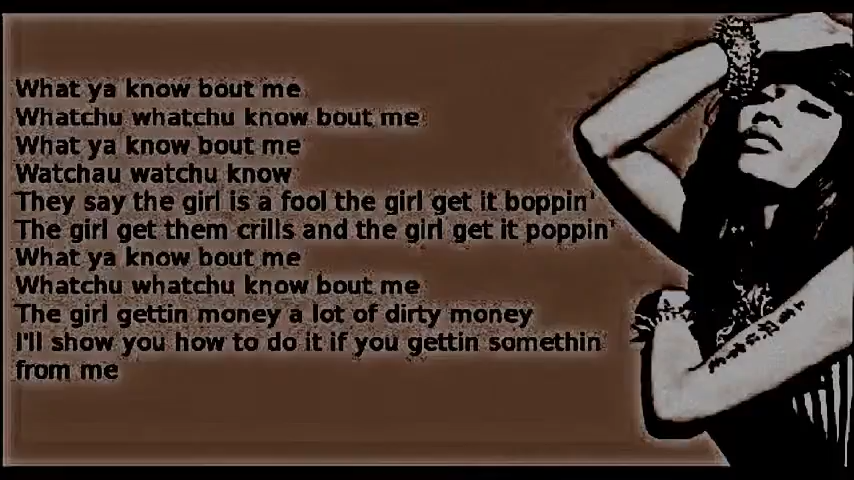 What ya know bout me
Whatchu whatchu know bout me
What ya know bout me
Watchau watchu know
They say the girl is a fool the girl get it boppin'
The girl get them crills and the girl get it poppin'
What ya know bout me
Whatchu whatchu know bout me
The girl gettin money a lot of dirty money
I'll show you how to do it if you gettin somethin
from me